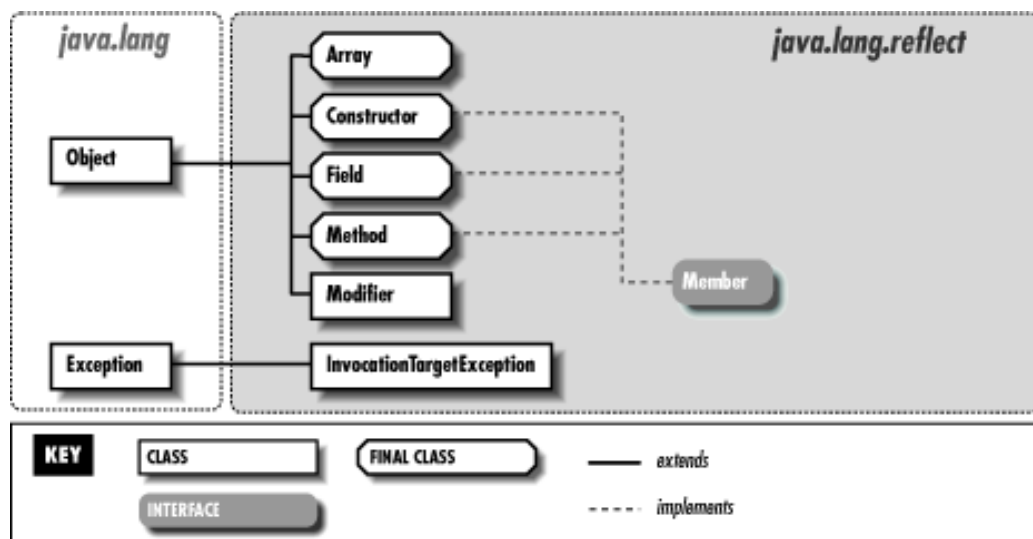 java.lang
java.lang.reflect
Array
Constructor
Object
Field
Method
Member
Modifier
Exception
InvocationTargetException
KEY
CLASS
FINAL CLASS
extends
INTERFACE
implements